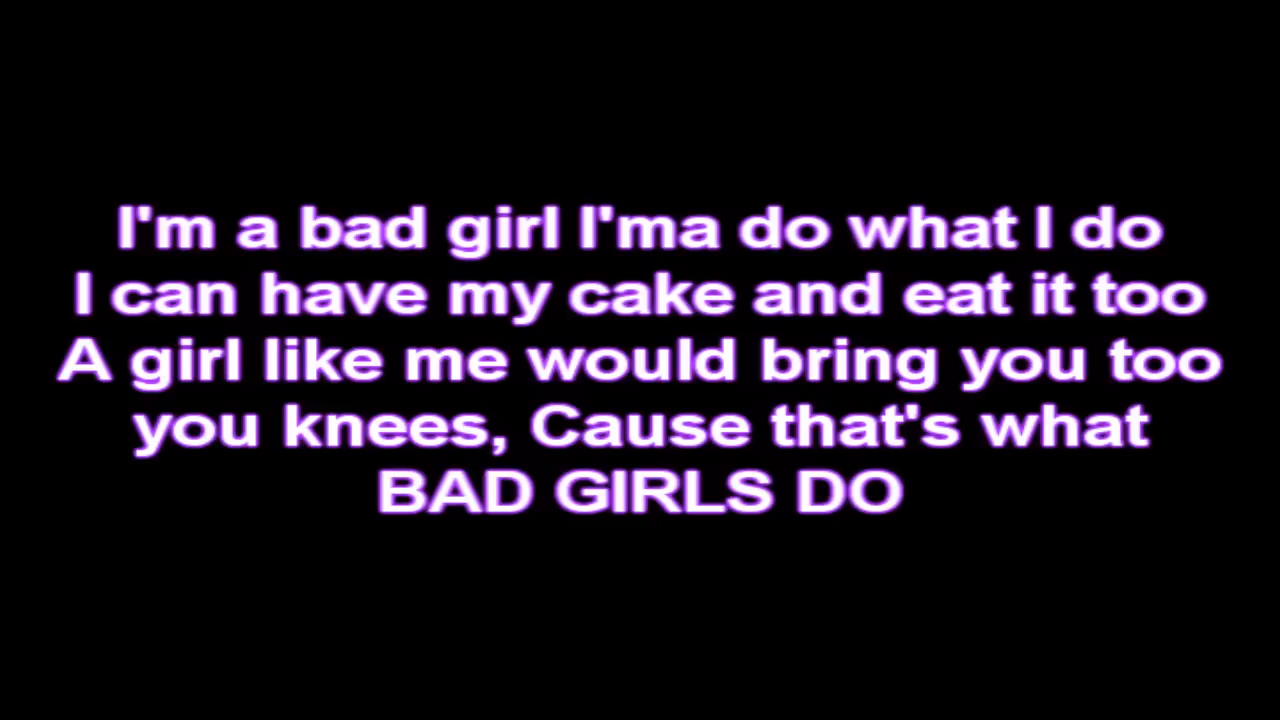 I'm a bad girl I'ma do what I do
I can have my cake and eat it too
A girl like me would bring you too
you knees, Cause that's what
BAD GIRLS DO